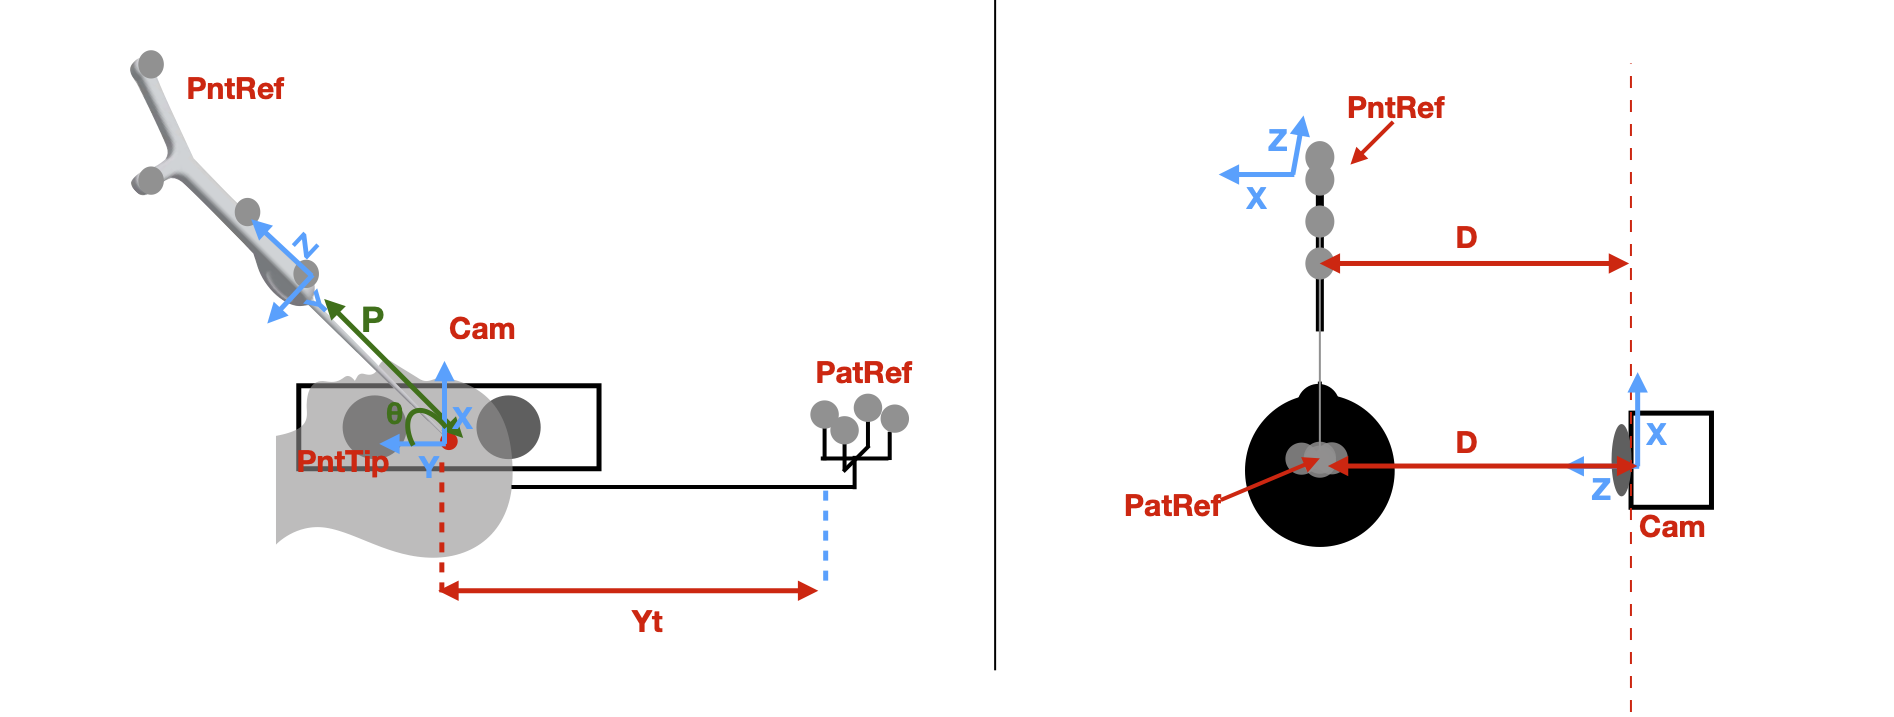 PntRef
Z
Y
P
Cam
θ
X
PntTip
Y
PatRef
Yt
PntRef
Z
X
D
D
X
Z
PatRef
Cam